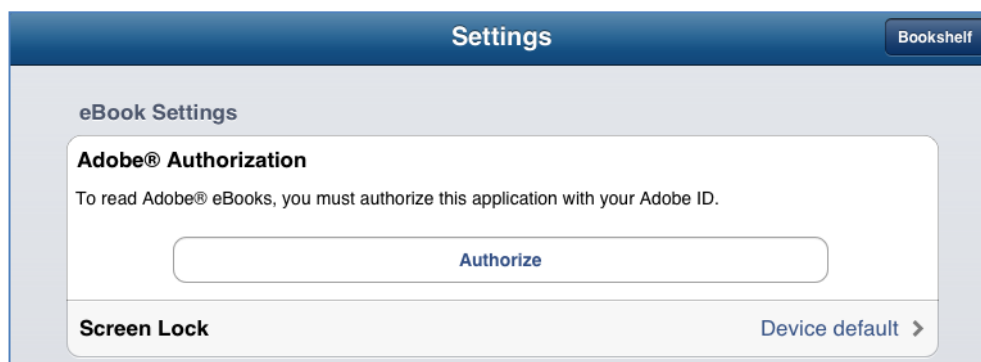 Settings
Bookshelf
eBook Settings
Adobe® Authorization
To read Adobe® eBooks, you must authorize this application with your Adobe ID.
Authorize
Screen Lock
Device default